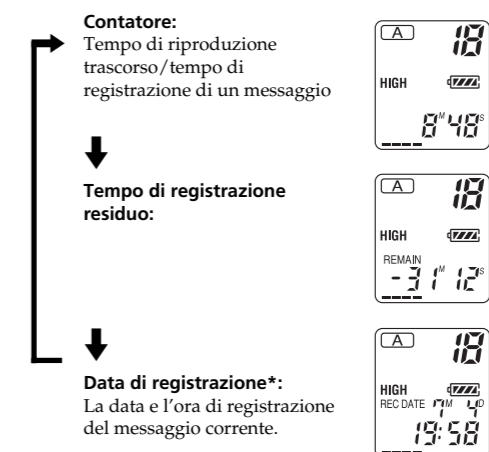 Contatore:
Tempo di riproduzione
trascorso/tempo di
registrazione di un messaggio
A 18
HIGH
8M48S
Tempo di registrazione
residuo:
A 18
HIGH
REMAIN
-31M12S
Data di registrazione*:
La data e l'ora di registrazione
del messaggio corrente.
A 18
HIGH
REC DATE 7M 4D
19:58